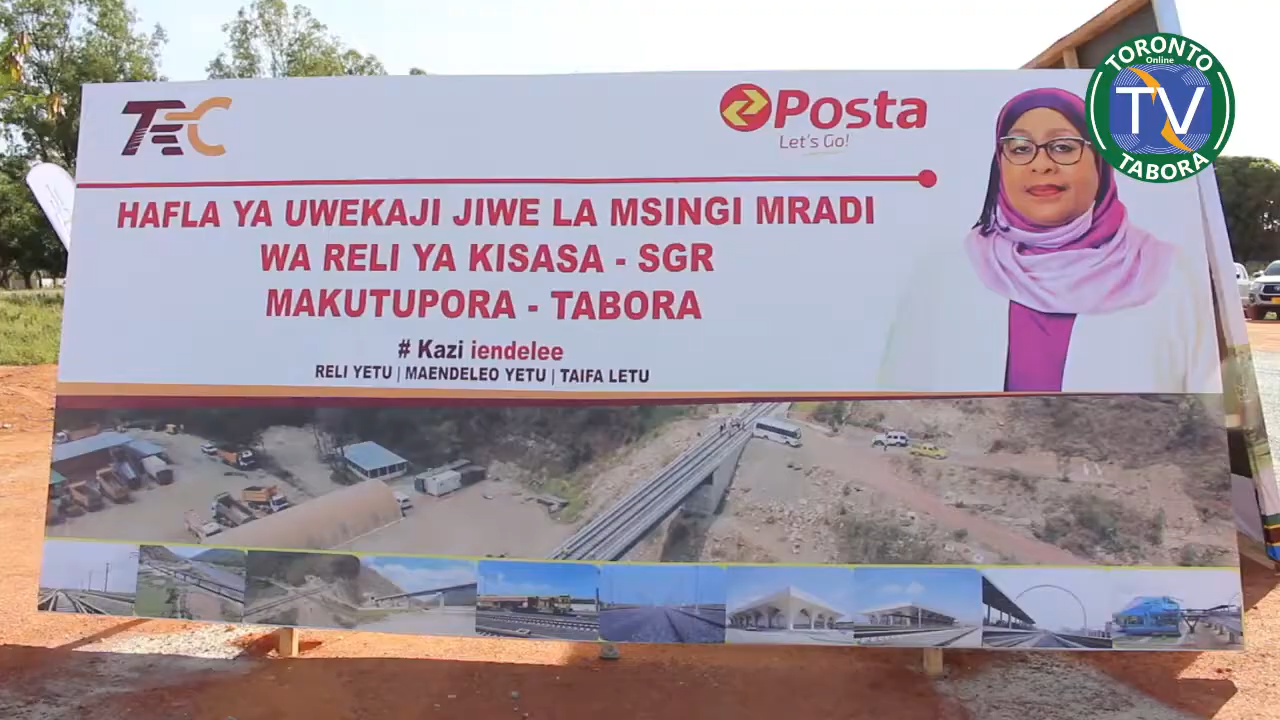 TEC
Posta
Let's Go!
TORONTO
Online
TV
TABORA
HAFLA YA UWEKAJI JIWE LA MSINGI MRADI
WA RELI YA KISASA - SGR
MAKUTUPORA - TABORA
# Kazi iendelee
RELI YETU | MAENDELEO YETU | TAIFA LETU